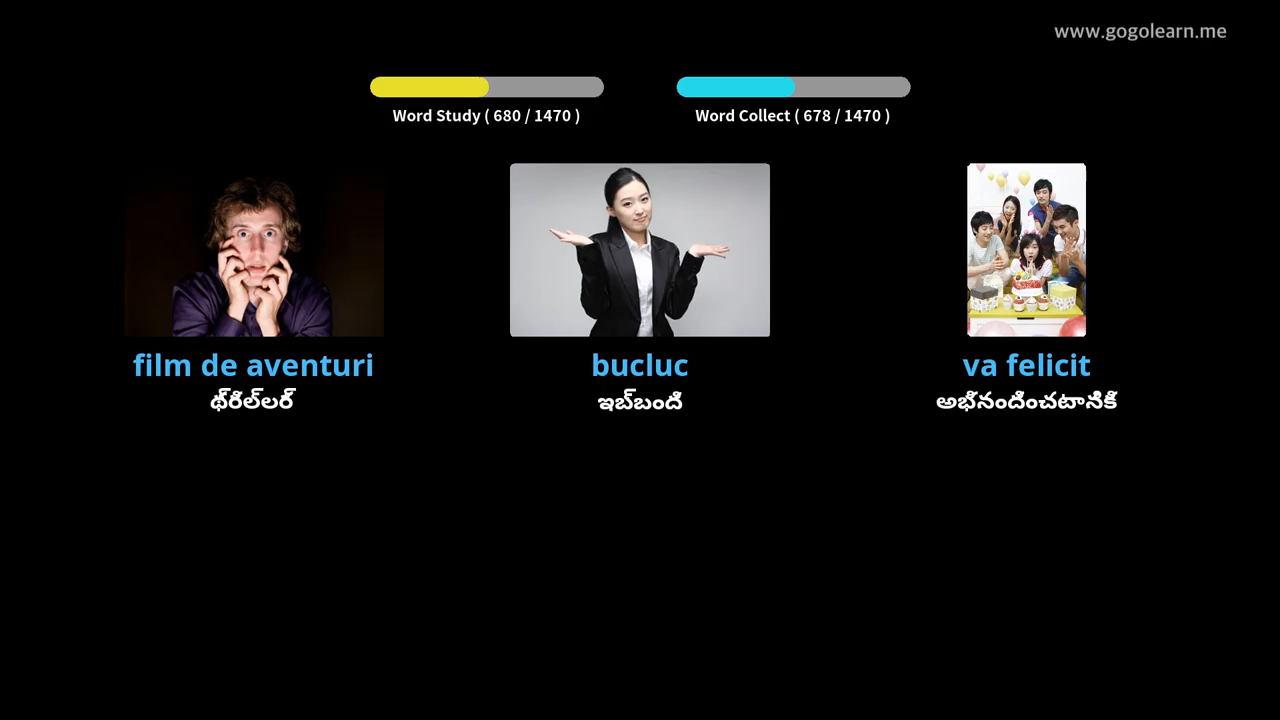 www.gogolearn.me
Word Study ( 680 / 1470 )
Word Collect ( 678 / 1470 )
film de aventuri
థ్‌రిల్‌లర్
bucluc
ఇబ్‌బంది
va felicit
అభినందించటానికి